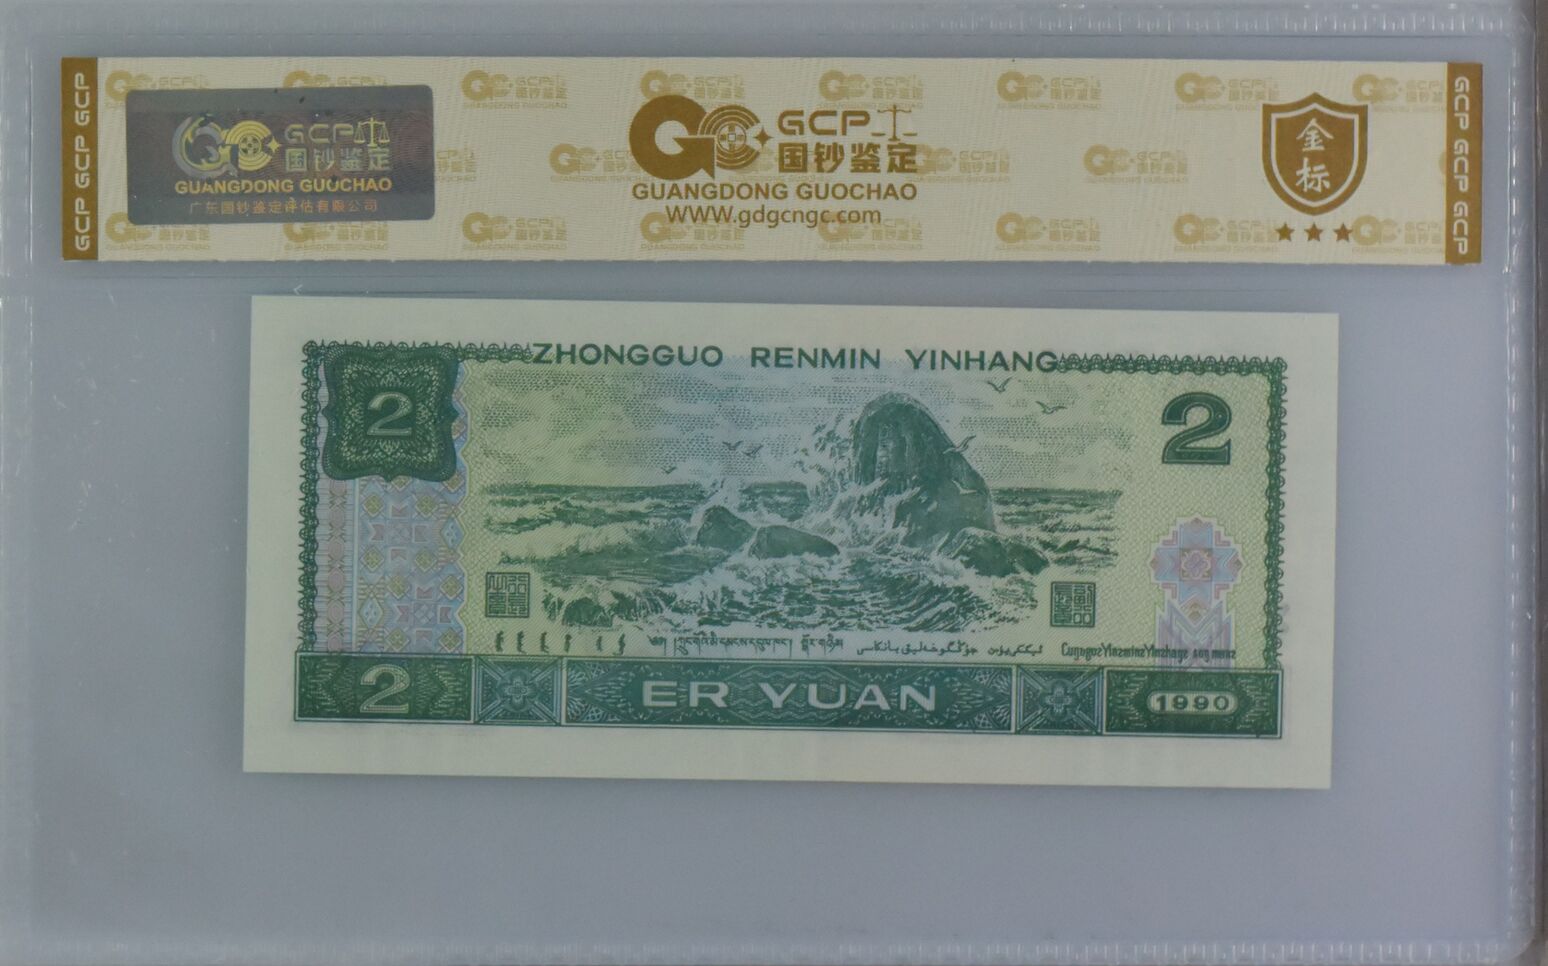 GCP GCP GCP
GCP
国钞鉴定
GUANGDONG GUOCHAO
广东国钞鉴定评估有限公司
GCP
国钞鉴定
GUANGDONG GUOCHAO
WWW.gdgcngc.com
金标
GCP GCP GCP
ZHONGGUO RENMIN YINHANG
2
2
2
ER YUAN
1990